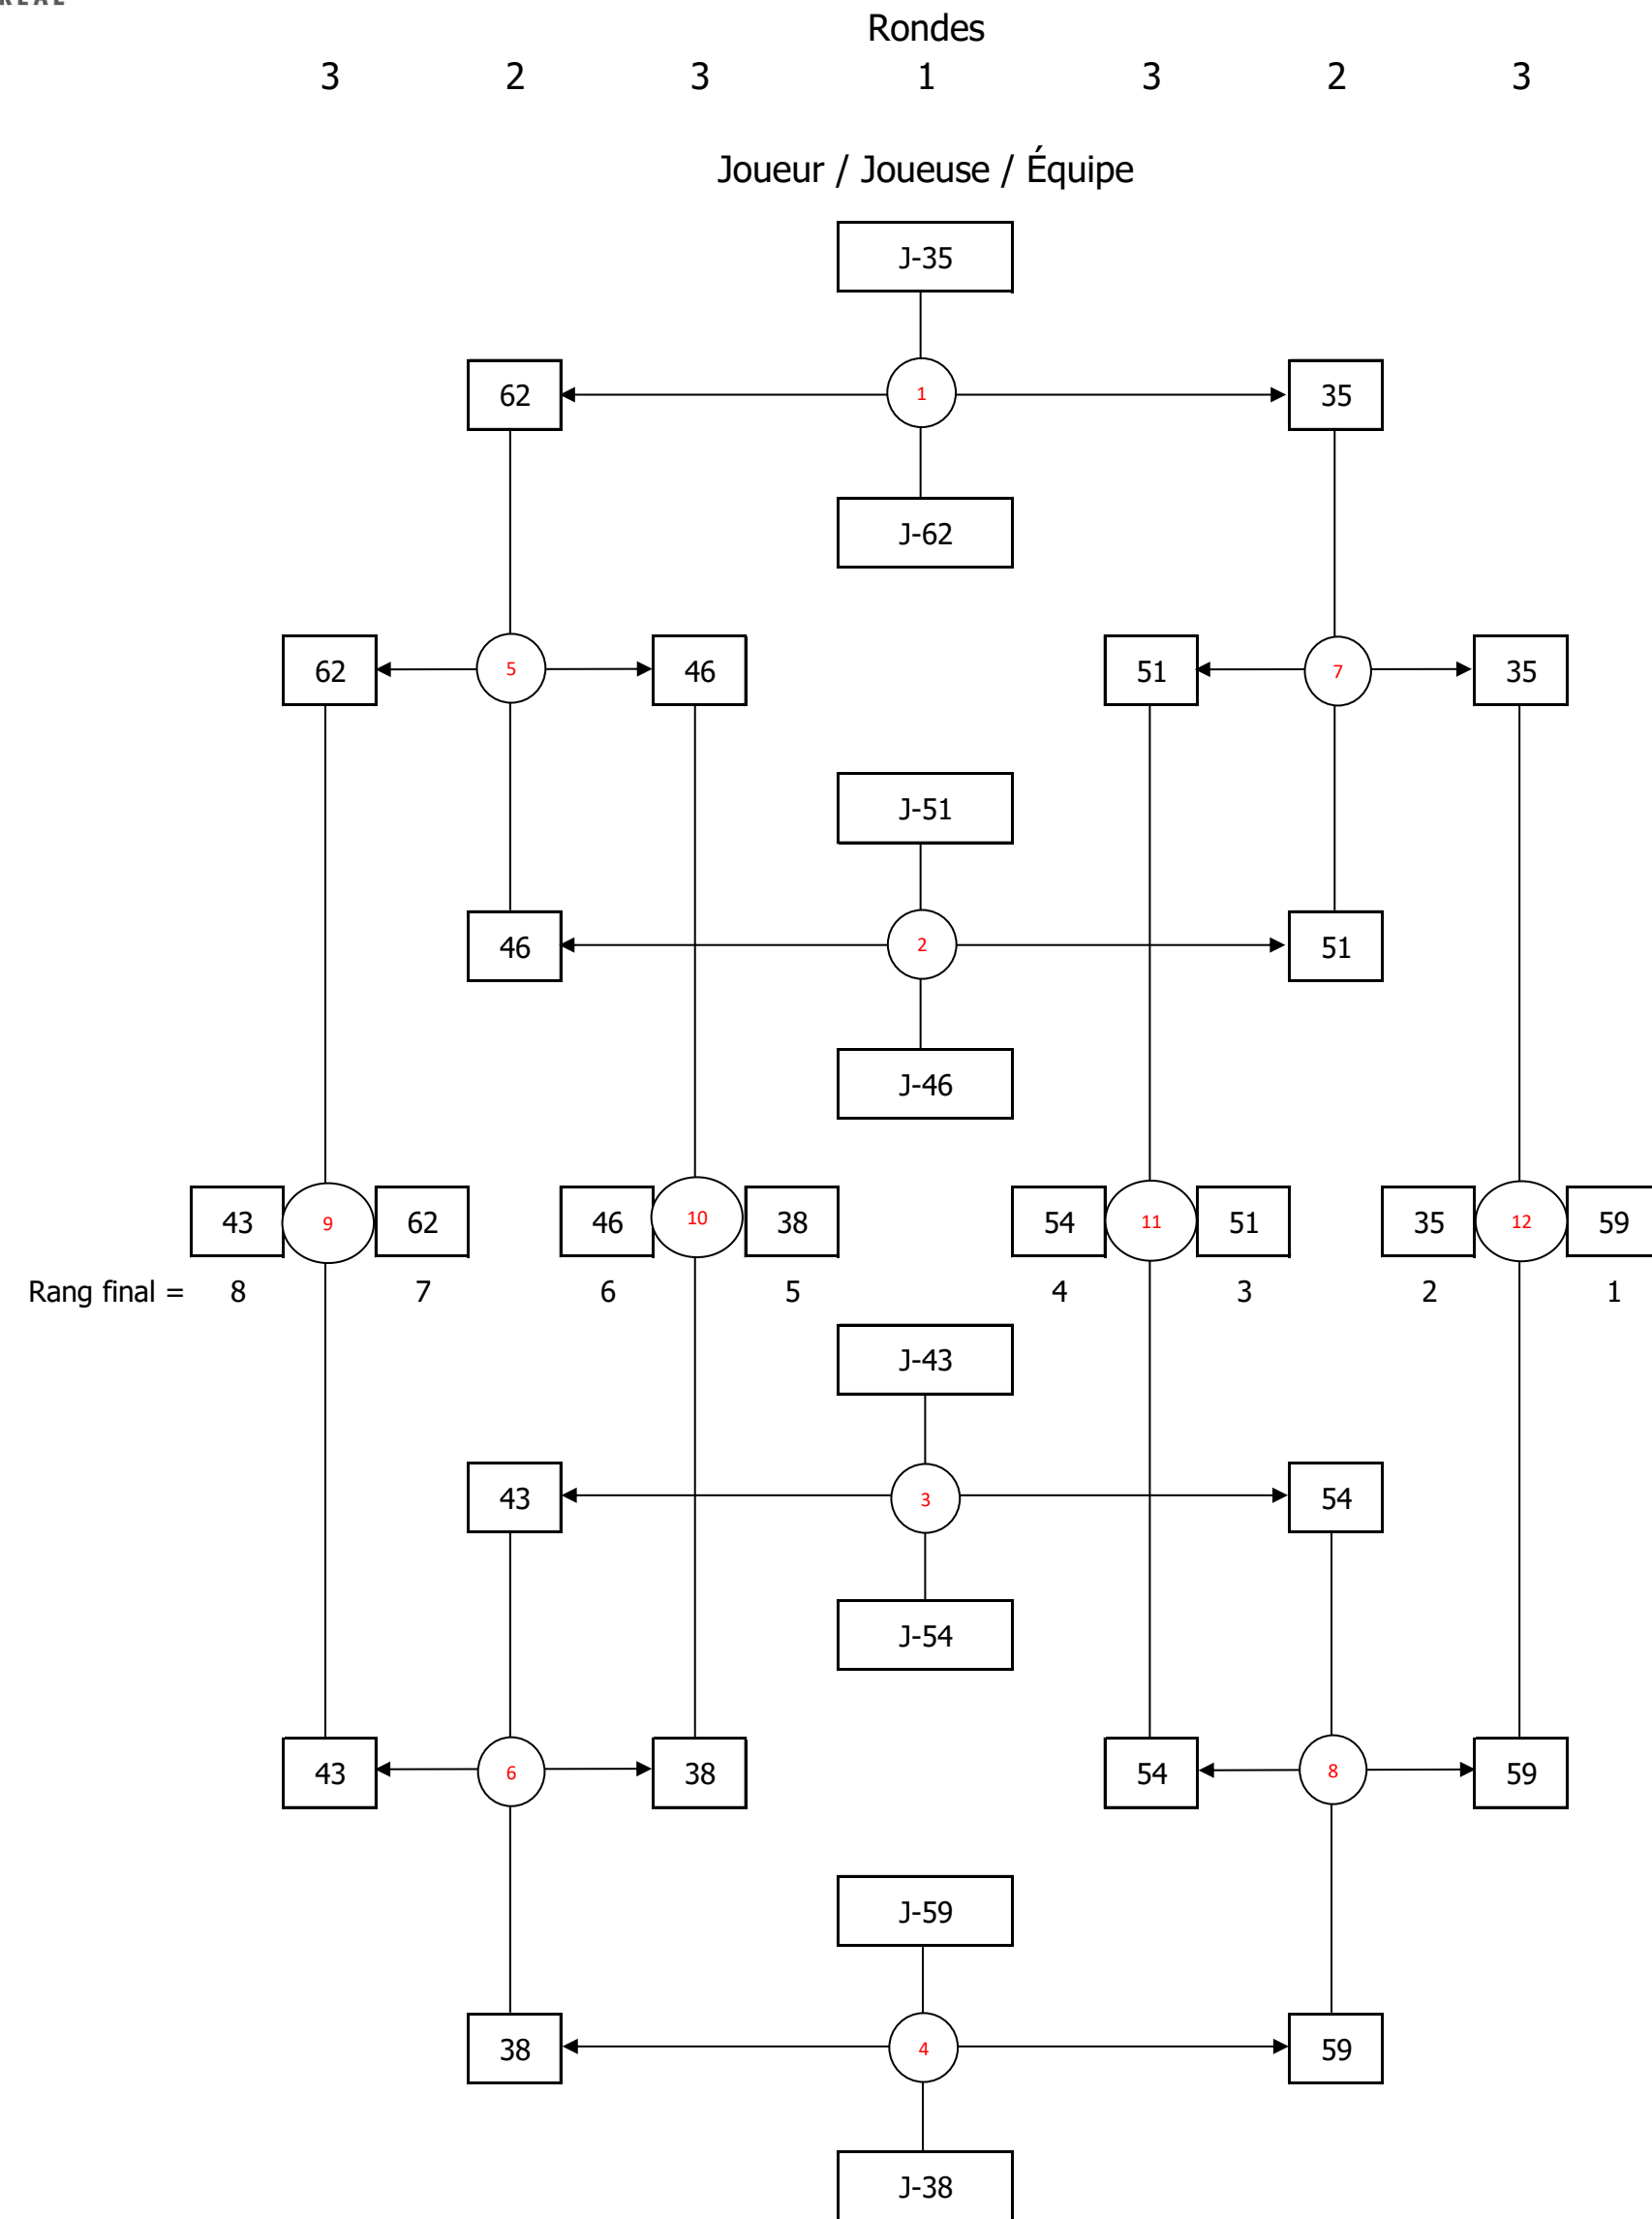 Rondes
3 2 3 1 3 2 3
Joueur / Joueuse / Équipe
J-35
62 1 35
J-62
62 5 46 51 7 35
J-51
46 2 51
J-46
43 9 62 46 10 38 54 11 51 35 12 59
Rang final = 8 7 6 5 4 3 2 1
J-43
43 3 54
J-54
43 6 38 54 8 59
J-59
38 4 59
J-38